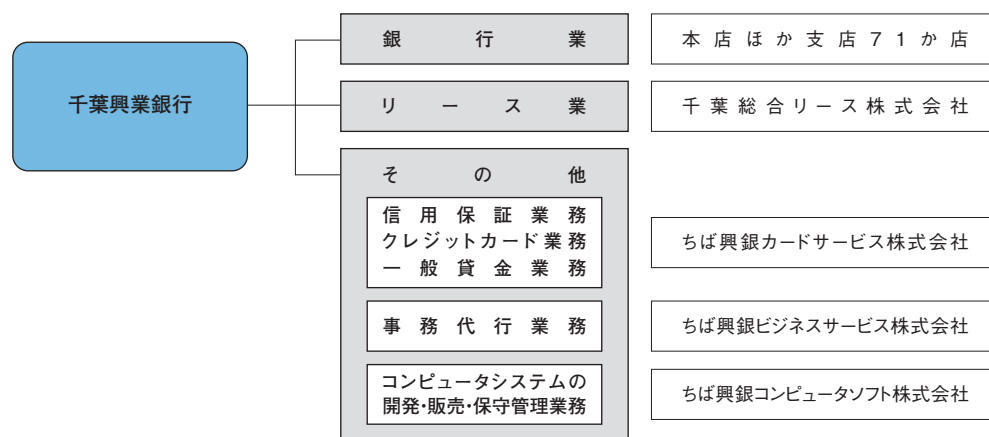 千葉興業銀行
銀行業
本店ほか支店71か店
リース業
千葉総合リース株式会社
その他
信用保証業務
クレジットカード業務
一般貸金業務
ちば興銀カードサービス株式会社
事務代行業務
ちば興銀ビジネスサービス株式会社
コンピュータシステムの
開発・販売・保守管理業務
ちば興銀コンピュータソフト株式会社